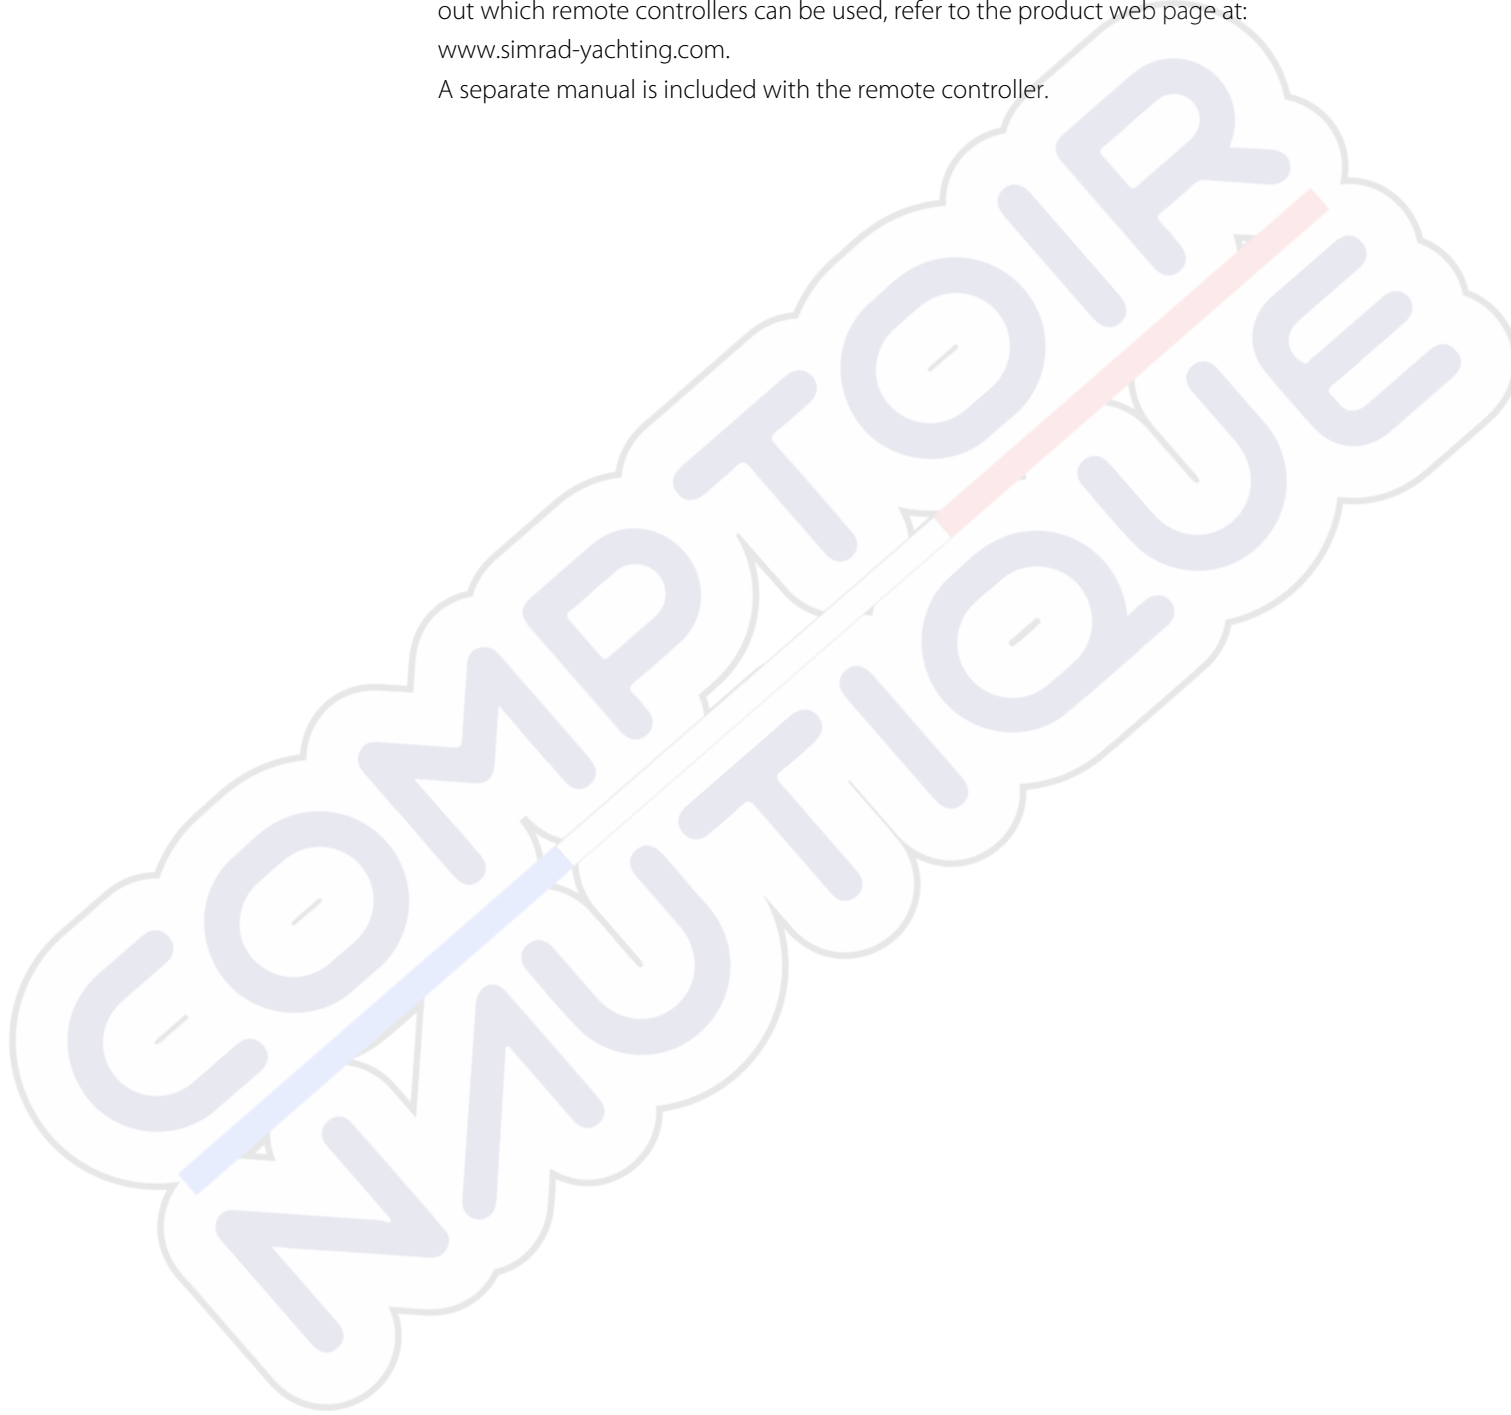 out which remote controllers can be used, refer to the product web page at:
www.simrad-yachting.com.
A separate manual is included with the remote controller.
COMPTOIR
NAUTIQUE